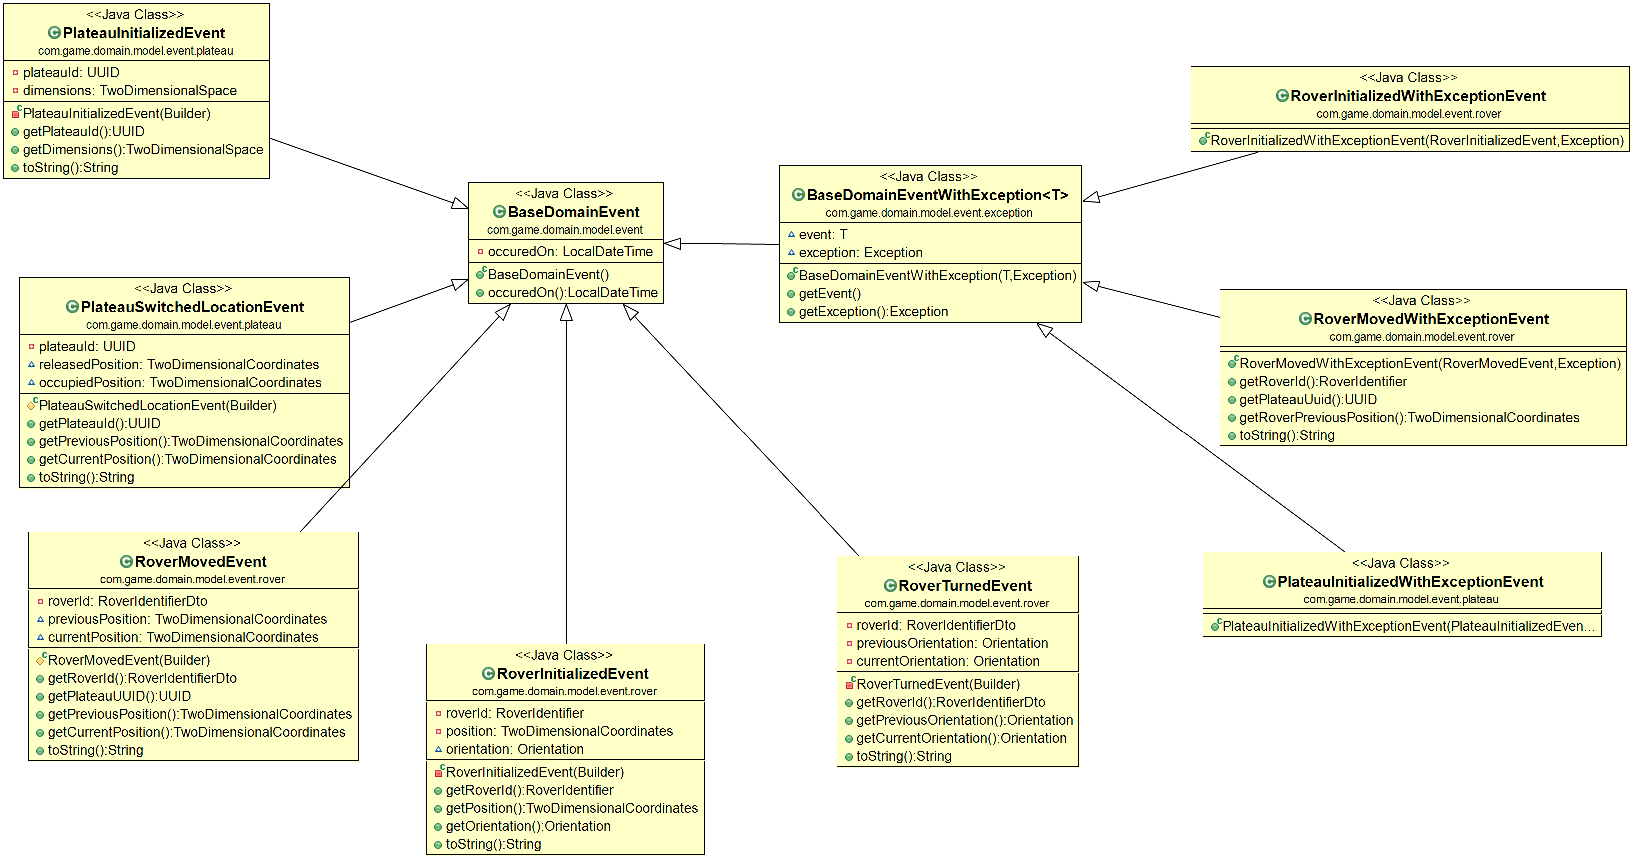 <<Java Class>>
PlateauInitializedEvent
com.game.domain.model.event.plateau
plateauId: UUID
dimensions: TwoDimensionalSpace
PlateauInitializedEvent(Builder)
getPlateauId():UUID
getDimensions():TwoDimensionalSpace
toString():String
<<Java Class>>
RoverInitializedWithExceptionEvent
com.game.domain.model.event.rover
RoverInitializedWithExceptionEvent(RoverInitializedEvent,Exception)
<<Java Class>>
BaseDomainEvent
com.game.domain.model.event
occuredOn: LocalDateTime
BaseDomainEvent()
occuredOn():LocalDateTime
<<Java Class>>
BaseDomainEventWithException<T>
com.game.domain.model.event.exception
event: T
exception: Exception
BaseDomainEventWithException(T,Exception)
getEvent()
getException():Exception
<<Java Class>>
PlateauSwitchedLocationEvent
com.game.domain.model.event.plateau
plateauId: UUID
releasedPosition: TwoDimensionalCoordinates
occupiedPosition: TwoDimensionalCoordinates
PlateauSwitchedLocationEvent(Builder)
getPlateauId():UUID
getPreviousPosition():TwoDimensionalCoordinates
getCurrentPosition():TwoDimensionalCoordinates
toString():String
<<Java Class>>
RoverMovedWithExceptionEvent
com.game.domain.model.event.rover
RoverMovedWithExceptionEvent(RoverMovedEvent,Exception)
getRoverId():RoverIdentifier
getPlateauUuid():UUID
getRoverPreviousPosition():TwoDimensionalCoordinates
toString():String
<<Java Class>>
RoverMovedEvent
com.game.domain.model.event.rover
roverId: RoverIdentifierDto
previousPosition: TwoDimensionalCoordinates
currentPosition: TwoDimensionalCoordinates
RoverMovedEvent(Builder)
getRoverId():RoverIdentifierDto
getPlateauUUID():UUID
getPreviousPosition():TwoDimensionalCoordinates
getCurrentPosition():TwoDimensionalCoordinates
toString():String
<<Java Class>>
RoverInitializedEvent
com.game.domain.model.event.rover
roverId: RoverIdentifier
position: TwoDimensionalCoordinates
orientation: Orientation
RoverInitializedEvent(Builder)
getRoverId():RoverIdentifier
getPosition():TwoDimensionalCoordinates
getOrientation():Orientation
toString():String
<<Java Class>>
RoverTurnedEvent
com.game.domain.model.event.rover
roverId: RoverIdentifierDto
previousOrientation: Orientation
currentOrientation: Orientation
RoverTurnedEvent(Builder)
getRoverId():RoverIdentifierDto
getPreviousOrientation():Orientation
getCurrentOrientation():Orientation
toString():String
<<Java Class>>
PlateauInitializedWithExceptionEvent
com.game.domain.model.event.plateau
PlateauInitializedWithExceptionEvent(PlateauInitializedEven...